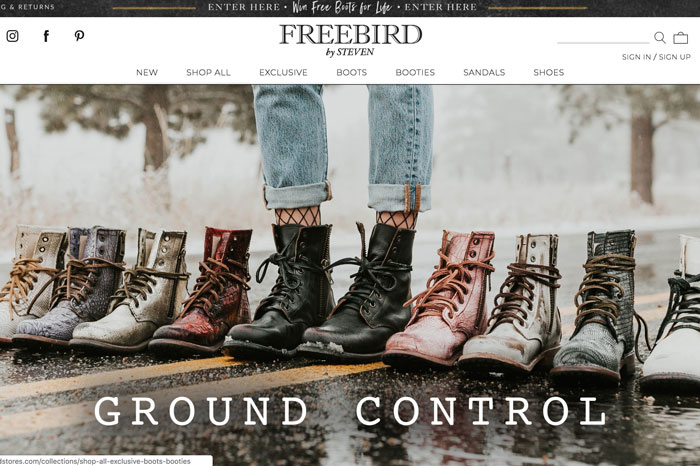 G & RETURNS
ENTER HERE • Win Free Boots for Life • ENTER HERE
FREEBIRD
by STEVEN
SIGN IN / SIGN UP
NEW SHOP ALL EXCLUSIVE BOOTS BOOTIES SANDALS SHOES
GROUND CONTROL
dstores.com/collections/shop-all-exclusive-boots-booties